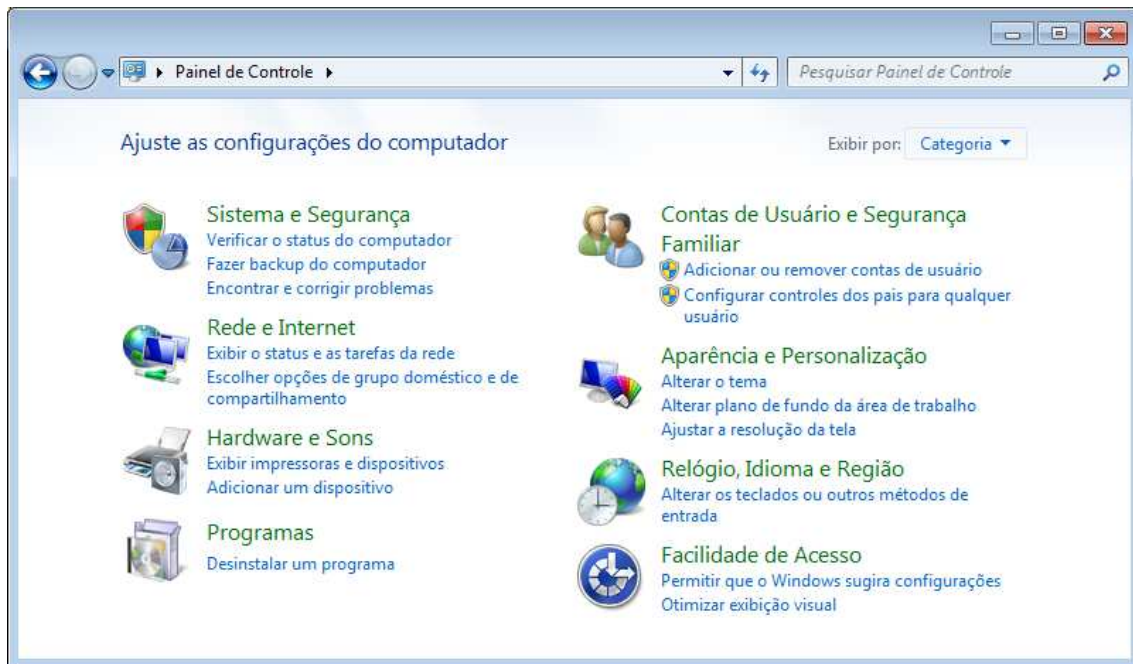 Painel de Controle
Pesquisar Painel de Controle
Ajuste as configurações do computador
Exibir por: Categoria
Sistema e Segurança
Verificar o status do computador
Fazer backup do computador
Encontrar e corrigir problemas
Rede e Internet
Exibir o status e as tarefas da rede
Escolher opções de grupo doméstico e de
compartilhamento
Hardware e Sons
Exibir impressoras e dispositivos
Adicionar um dispositivo
Programas
Desinstalar um programa
Contas de Usuário e Segurança
Familiar
Adicionar ou remover contas de usuário
Configurar controles dos pais para qualquer
usuário
Aparência e Personalização
Alterar o tema
Alterar plano de fundo da área de trabalho
Ajustar a resolução da tela
Relógio, Idioma e Região
Alterar os teclados ou outros métodos de
entrada
Facilidade de Acesso
Permitir que o Windows sugira configurações
Otimizar exibição visual